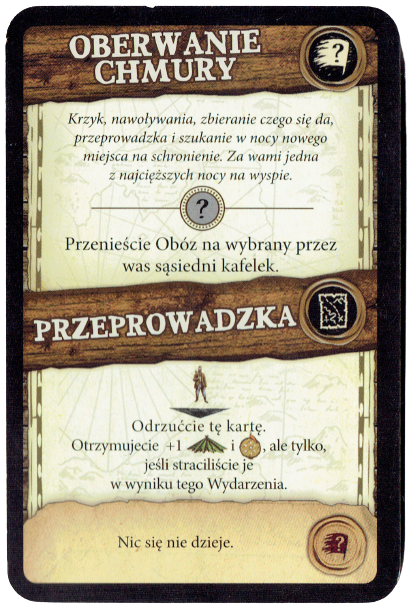 OBERWANIE
CHMURY
?
Krzyk, nawoływania, zbieranie czego się da,
przeprowadzka i szukanie w nocy nowego
miejsca na schronienie. Za wami jedna
z najcięższych nocy na wyspie.
?
Przenieście Obóz na wybrany przez
was sąsiedni kafelek.
PRZEPROWADZKA
Odrzućcie tę kartę.
Otrzymujecie +1 i , ale tylko,
jeśli straciliście je
w wyniku tego Wydarzenia.
Nic się nie dzieje.
?